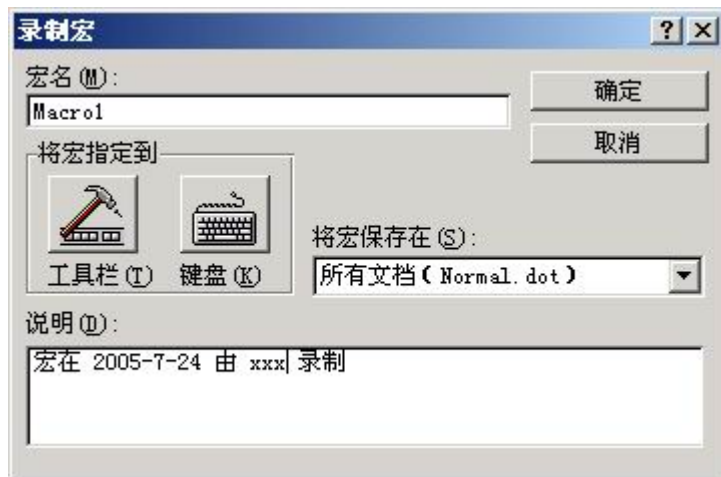 录制宏
宏名(M):
确定
Macro1
取消
将宏指定到
工具栏(T)
键盘(K)
将宏保存在(S):
所有文档(Normal.dot)
说明(D):
宏在 2005-7-24 由 xxx 录制